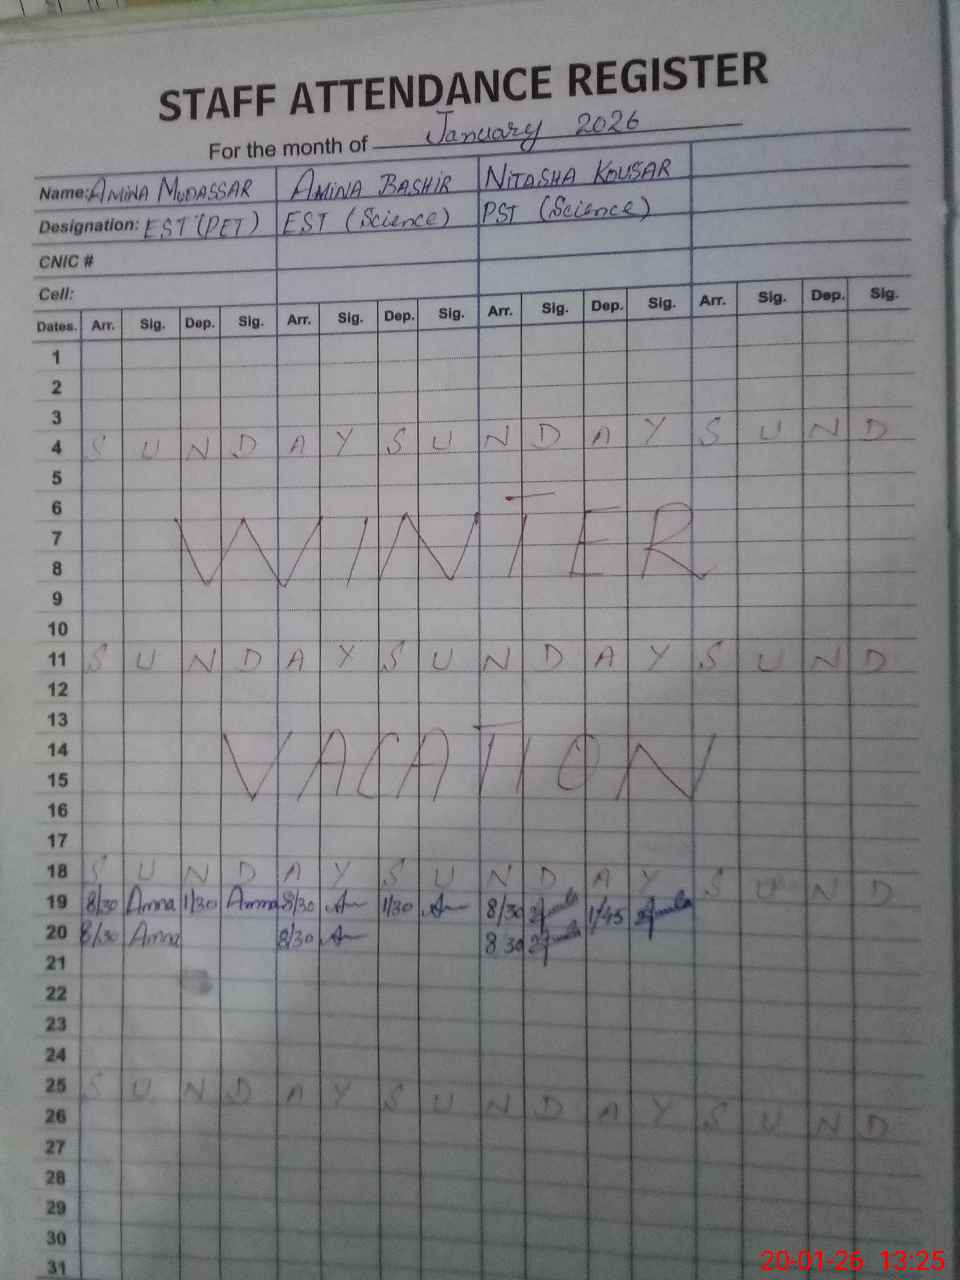 STAFF ATTENDANCE REGISTER
For the month of January 2026
Name: AMINA MUDASSAR AMINA BASHIR NITASHA KOUSAR
Designation: EST (PET) EST (Science) PST (Science)
CNIC #
Cell:
Dates. Arr. Sig. Dep. Sig. Arr. Sig. Dep. Sig. Arr. Sig. Dep. Sig. Arr. Sig. Dep. Sig.
1
2
3
4 S U N D A Y S U N D A Y S U N D
5
6
WINTER
7
8
9
10
11 S U N D A Y S U N D A Y S U N D
12
13
VACATION
14
15
16
17
18 S U N D A Y S U N D A Y S U N D
19 8/30 Amna 1/30 Amna 8/30 1/30 8/30 1/45
20 8/30 Amna 8/30 8 30
21
22
23
24
25 S U N D A Y S U N D A Y S U N D
26
27
28
29
30
31
20-01-26 13:25